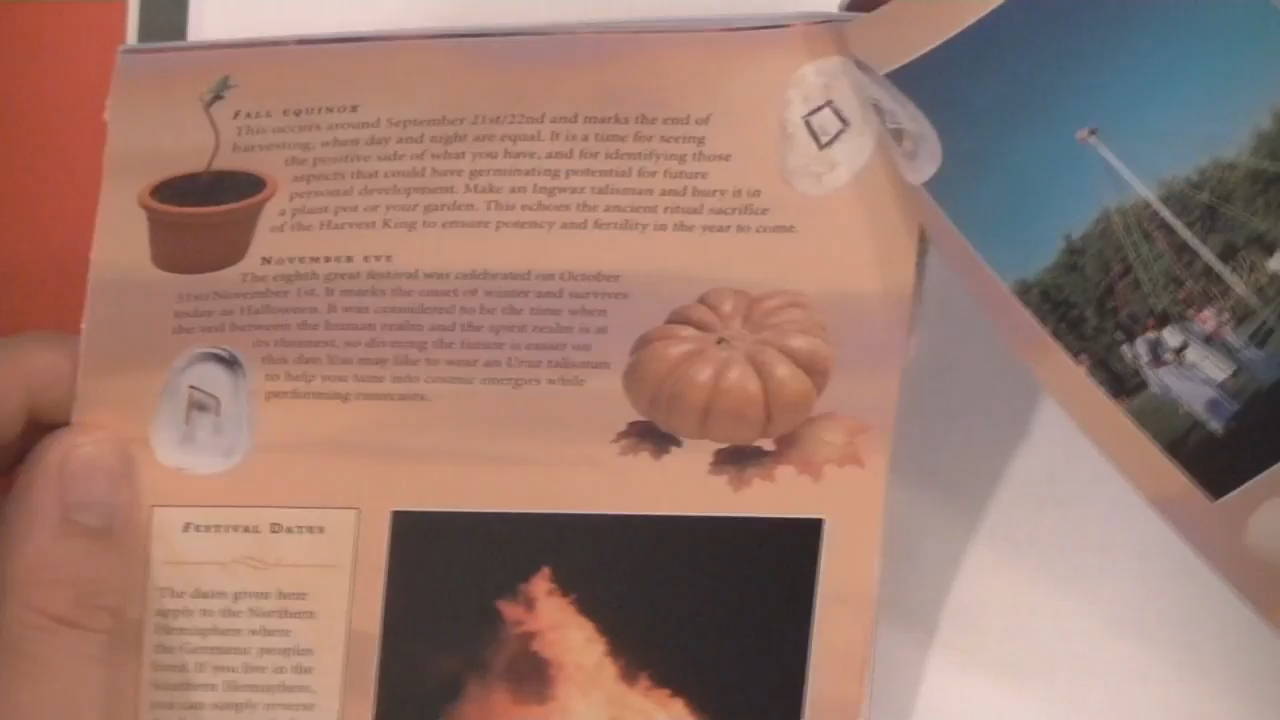 FALL EQUINOX
This occurs around September 21st/22nd and marks the end of
harvesting, when day and night are equal. It is a time for seeing
the positive side of what you have, and for identifying those
aspects that could have germinating potential for future
personal development. Make an Ingwaz talisman and bury it in
a plant pot or your garden. This echoes the ancient ritual sacrifice
of the Harvest King to ensure potency and fertility in the year to come.
NOVEMBER EVE
The eighth great festival was celebrated on October
31st/November 1st. It marks the onset of winter and survives
today as Halloween. It was considered to be the time when
the veil between the human realm and the spirit realm is at
its thinnest, so divining the future is easier on
this day. You may like to wear an Uruz talisman
to help you tune into cosmic energies while
performing runecasts.
FESTIVAL DATES
The dates given here
apply to the Northern
Hemisphere where
the Germanic peoples
lived. If you live in the
Southern Hemisphere,
you can simply reverse